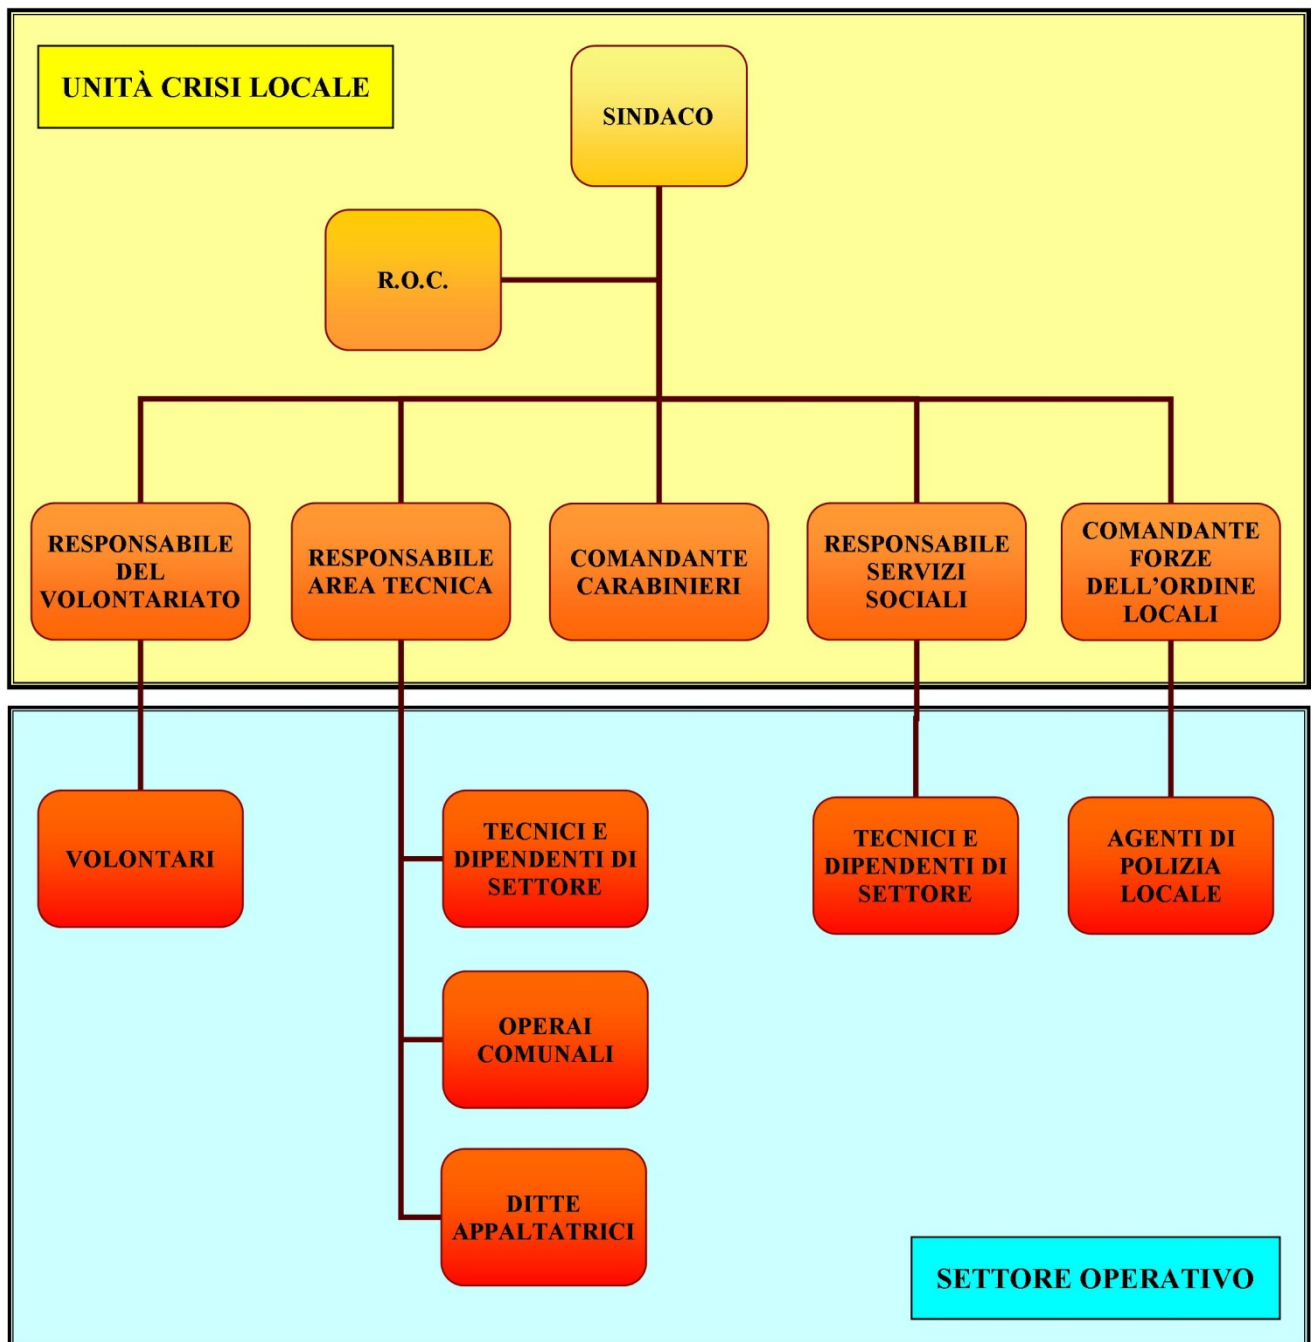 UNITÀ CRISI LOCALE
SINDACO
R.O.C.
RESPONSABILE
DEL
VOLONTARIATO
RESPONSABILE
AREA TECNICA
COMANDANTE
CARABINIERI
RESPONSABILE
SERVIZI
SOCIALI
COMANDANTE
FORZE
DELL’ORDINE
LOCALI
VOLONTARI
TECNICI E
DIPENDENTI DI
SETTORE
TECNICI E
DIPENDENTI DI
SETTORE
AGENTI DI
POLIZIA
LOCALE
OPERAI
COMUNALI
DITTE
APPALTATRICI
SETTORE OPERATIVO